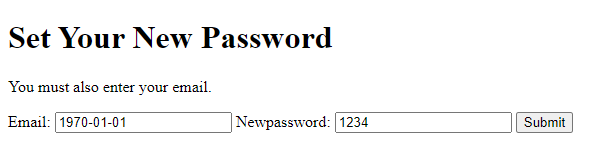 Set Your New Password
You must also enter your email.
Email: 1970-01-01 Newpassword: 1234 Submit